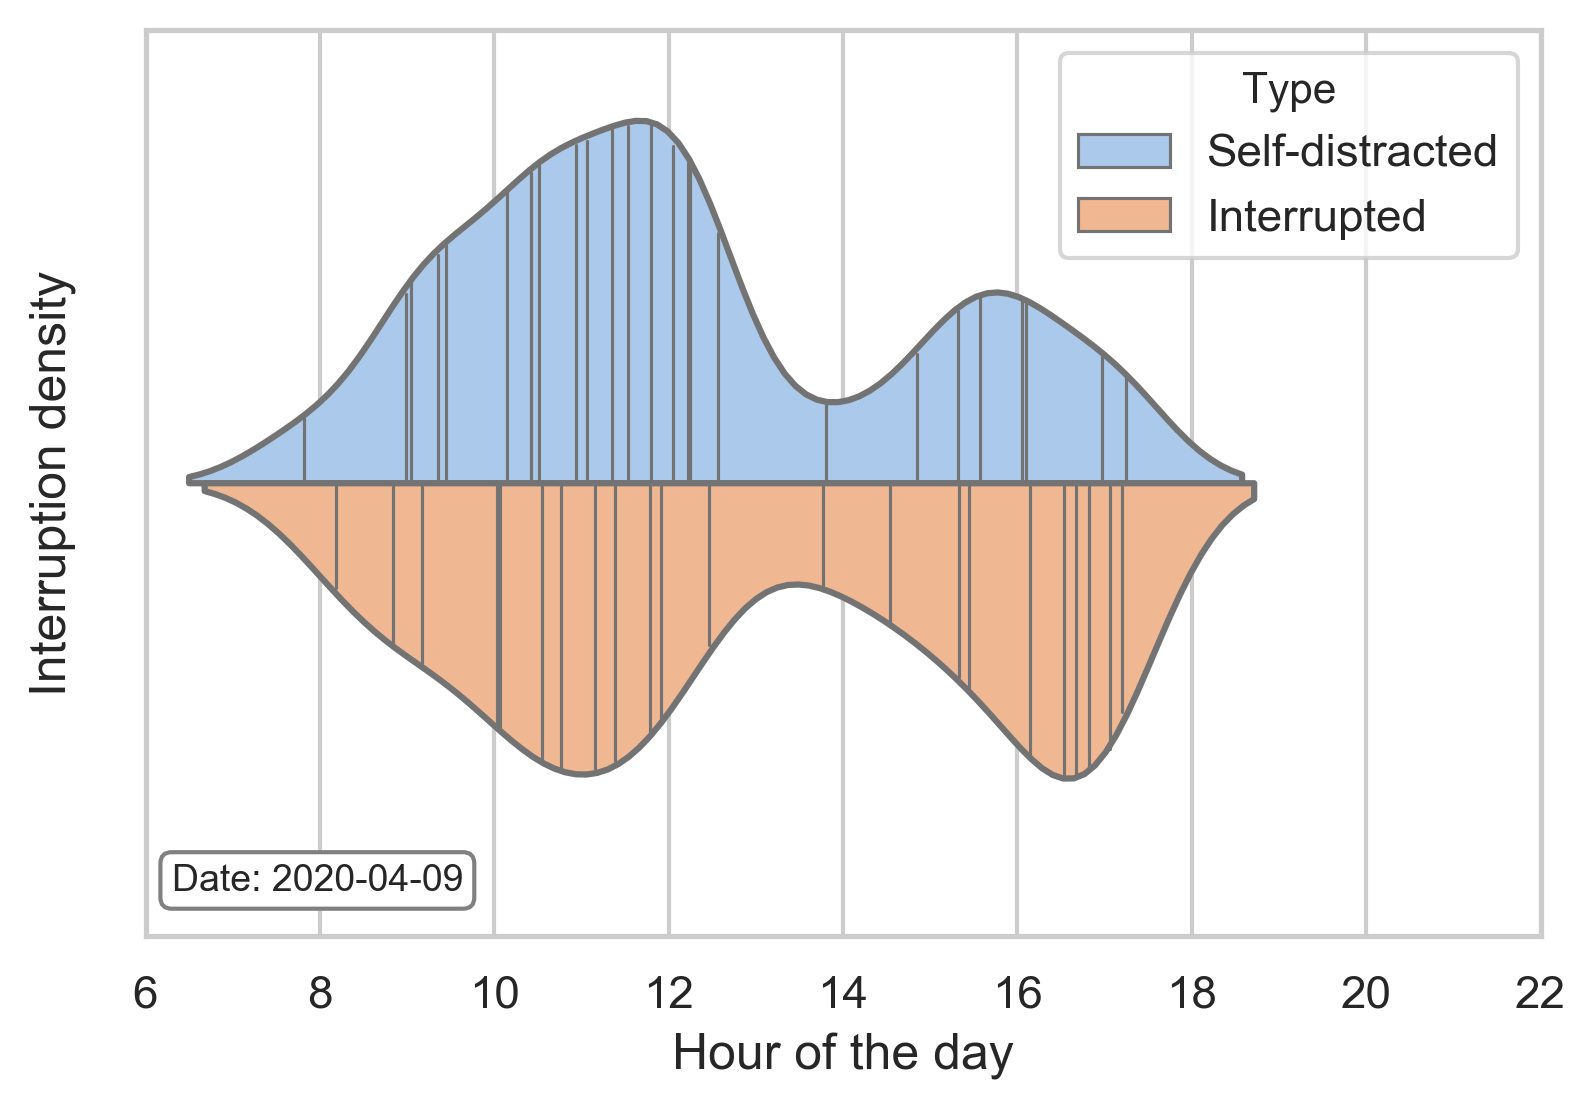 Type
Self-distracted
Interrupted
Interruption density
Date: 2020-04-09
6 8 10 12 14 16 18 20 22
Hour of the day